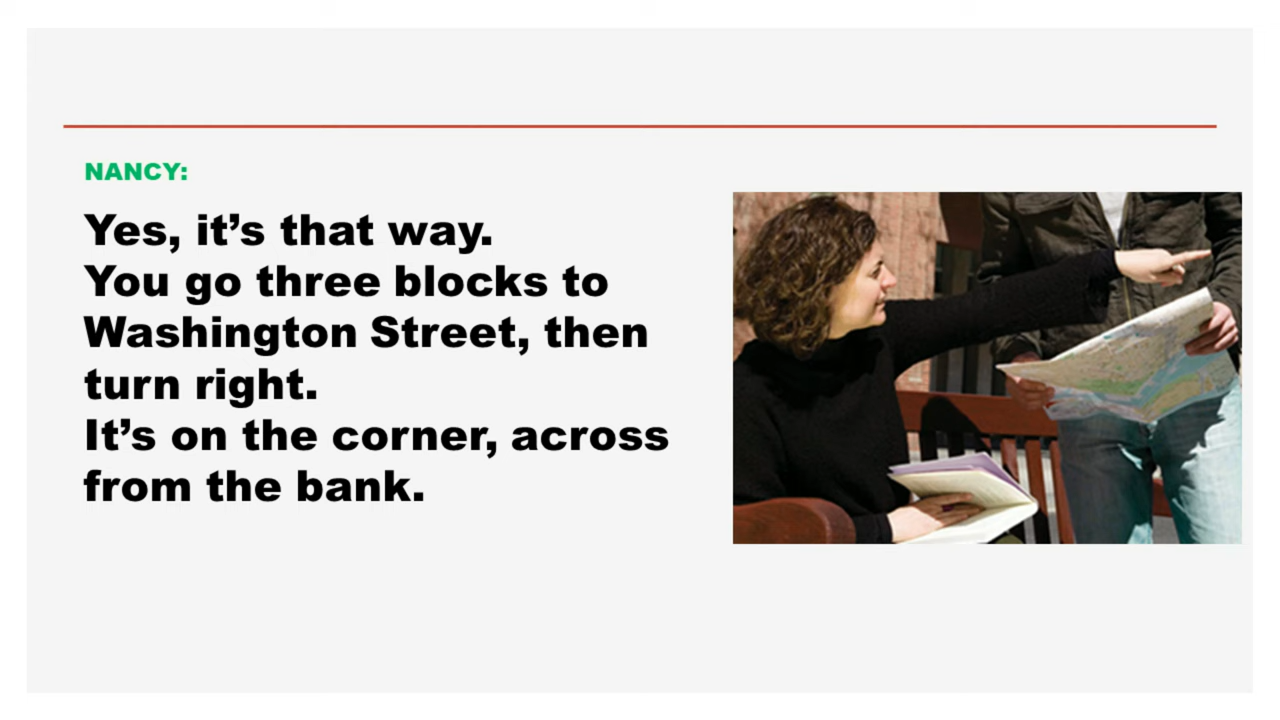 NANCY:
Yes, it’s that way.
You go three blocks to
Washington Street, then
turn right.
It’s on the corner, across
from the bank.